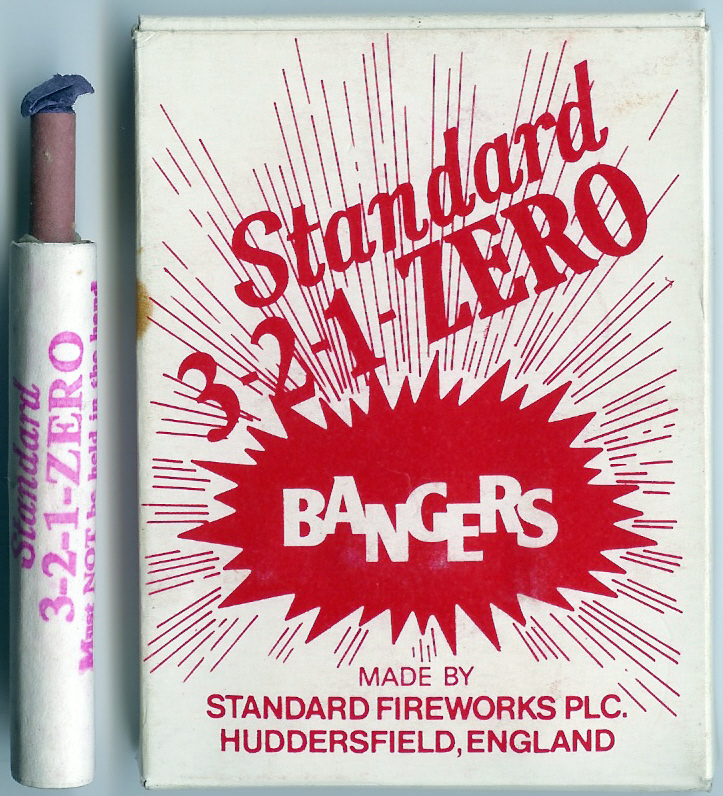 Standard
3-2-1-ZERO
Must NOT be held in the hand
Standard
3-2-1-ZERO
BANGERS
MADE BY
STANDARD FIREWORKS PLC.
HUDDERSFIELD, ENGLAND